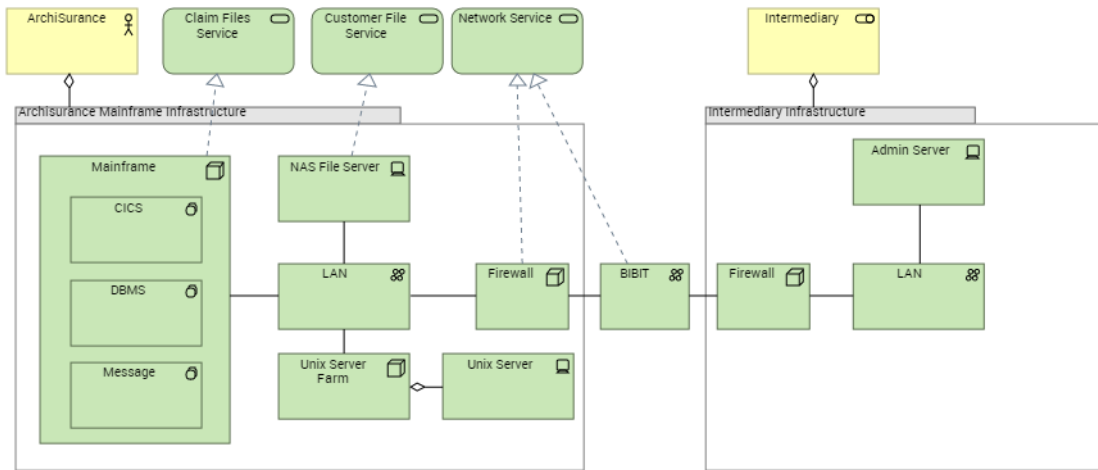 ArchiSurance
Claim Files
Service
Customer File
Service
Network Service
Intermediary
Archisurance Mainframe Infrastructure
Intermediary Infrastructure
Mainframe
NAS File Server
Admin Server
CICS
LAN
Firewall
BIBIT
Firewall
LAN
DBMS
Unix Server
Farm
Unix Server
Message